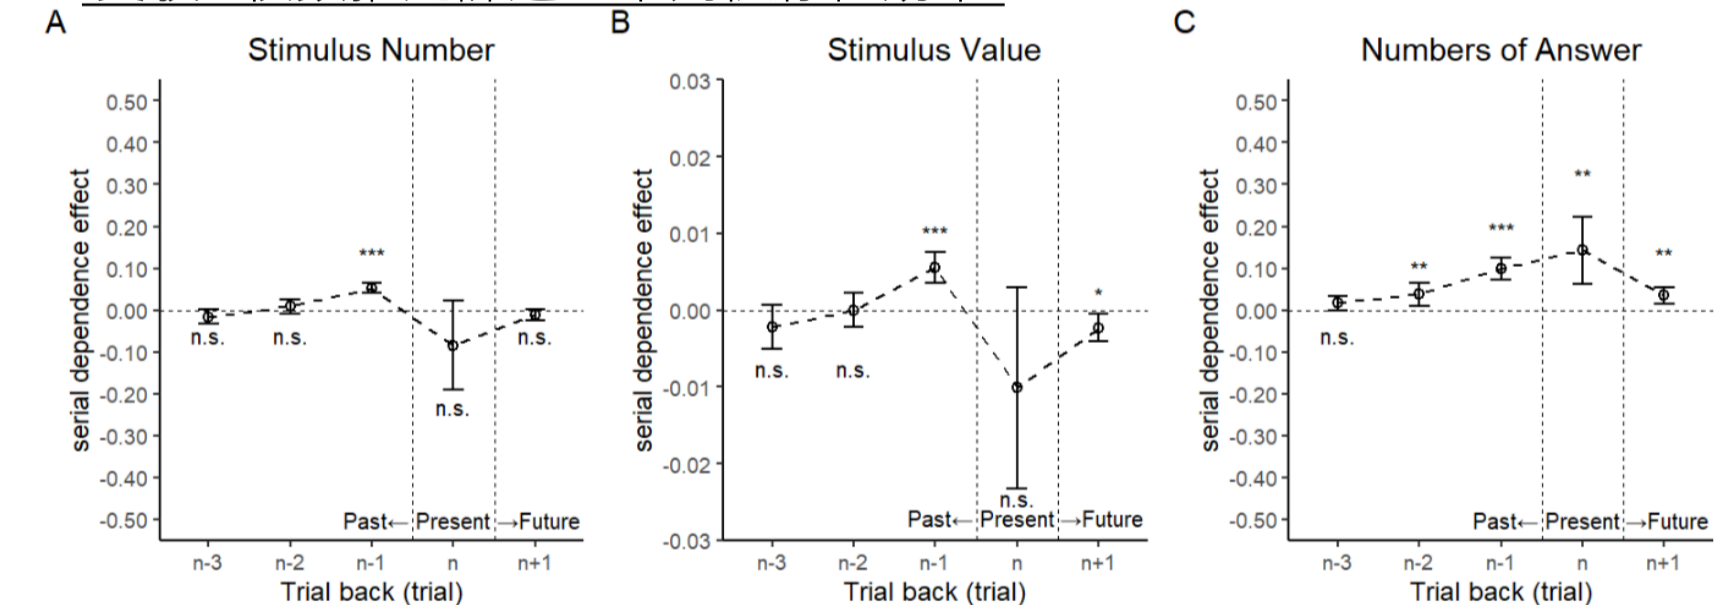 A
Stimulus Number
serial dependence effect
0.50
0.40
0.30
0.20
0.10
0.00
-0.10
-0.20
-0.30
-0.40
-0.50
***
n.s.
n.s.
n.s.
n.s.
Past←
Present
→Future
n-3
n-2
n-1
n
n+1
Trial back (trial)
B
Stimulus Value
serial dependence effect
0.03
0.02
0.01
0.00
-0.01
-0.02
-0.03
***
*
n.s.
n.s.
n.s.
Past←
Present
→Future
n-3
n-2
n-1
n
n+1
Trial back (trial)
C
Numbers of Answer
serial dependence effect
0.50
0.40
0.30
0.20
0.10
0.00
-0.10
-0.20
-0.30
-0.40
-0.50
**
***
**
**
n.s.
Past←
Present
→Future
n-3
n-2
n-1
n
n+1
Trial back (trial)